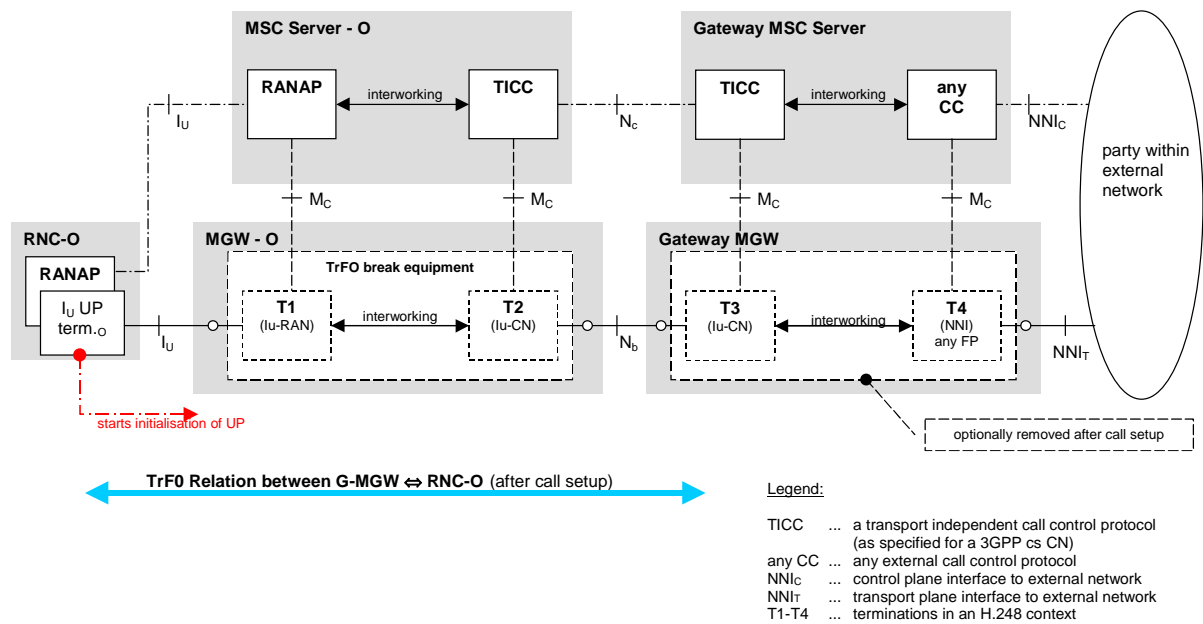 MSC Server - O
Gateway MSC Server
RANAP
interworking
TICC
TICC
interworking
any
CC
IU
Nc
NNIC
party within
external
network
MC
MC
MC
MC
RNC-O
MGW - O
Gateway MGW
RANAP
TrFO break equipment
IU UP
term.O
T1
(Iu-RAN)
interworking
T2
(Iu-CN)
T3
(Iu-CN)
interworking
T4
(NNI)
any FP
IU
Nb
NNIT
starts initialisation of UP
optionally removed after call setup
TrF0 Relation between G-MGW ⇔ RNC-O (after call setup)
Legend:
TICC ... a transport independent call control protocol
(as specified for a 3GPP cs CN)
any CC ... any external call control protocol
NNIC ... control plane interface to external network
NNIT ... transport plane interface to external network
T1-T4 ... terminations in an H.248 context